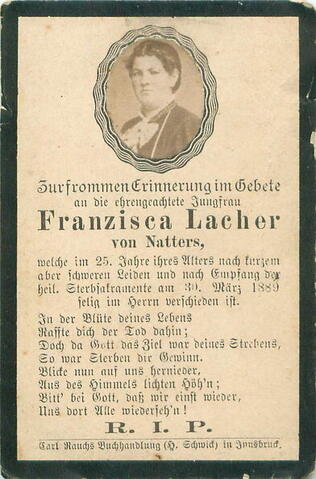 Zur frommen Erinnerung im Gebete
an die ehrengeachtete Jungfrau
Franzisca Lacher
von Natters,
welche im 25. Jahre ihres Alters nach kurzem
aber schweren Leiden und nach Empfang der
heil. Sterbsakramente am 30. März 1889
selig im Herrn verschieden ist.
In der Blüte deines Lebens
Raffte dich der Tod dahin;
Doch da Gott das Ziel war deines Strebens,
So war Sterben dir Gewinn.
Blicke nun auf uns hernieder,
Aus des Himmels lichten Höh'n;
Bitt' bei Gott, daß wir einst wieder,
Uns dort Alle wiederseh'n!
R. I. P.
Carl Rauchs Buchhandlung (H. Schwick) in Innsbruck.